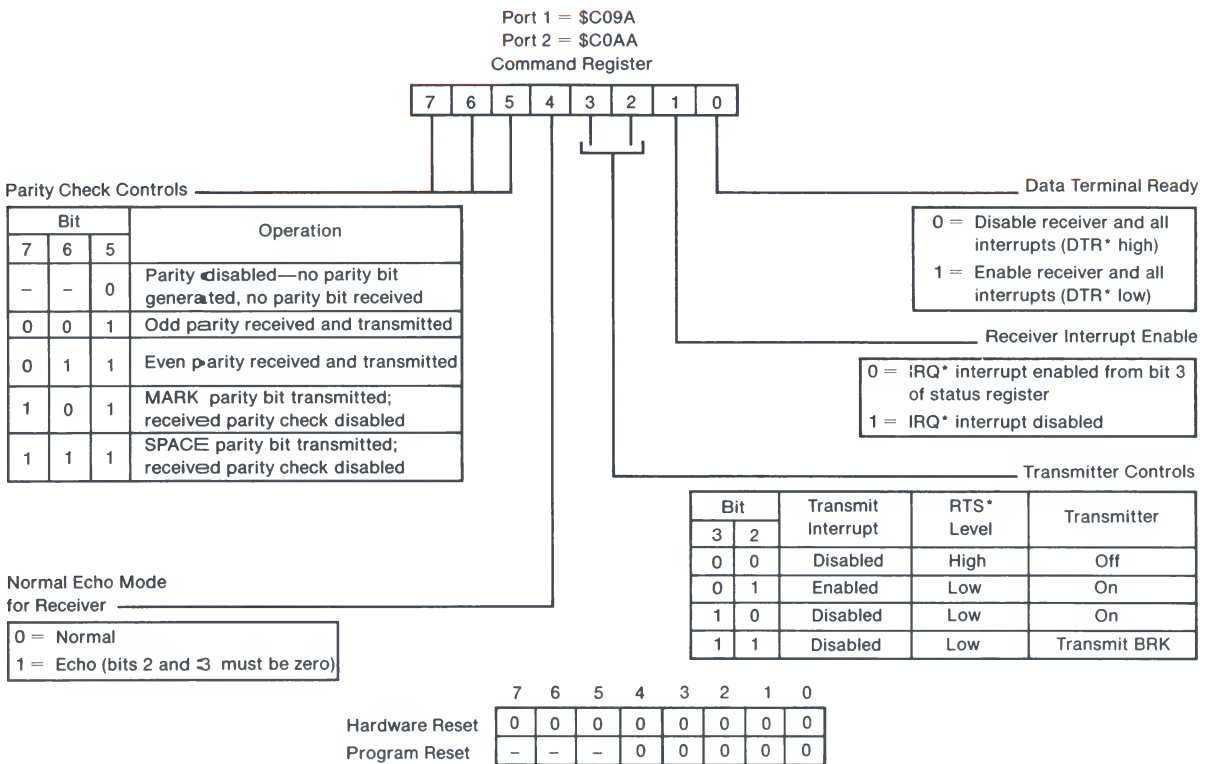 Port 1 = $C09A
Port 2 = $C0AA
Command Register
7 6 5 4 3 2 1 0
Parity Check Controls
Bit
Operation
7 6 5
– – 0 Parity disabled—no parity bit
generated, no parity bit received
0 0 1 Odd parity received and transmitted
0 1 1 Even parity received and transmitted
1 0 1 MARK parity bit transmitted;
received parity check disabled
1 1 1 SPACE parity bit transmitted;
received parity check disabled
Data Terminal Ready
0 = Disable receiver and all
interrupts (DTR* high)
1 = Enable receiver and all
interrupts (DTR* low)
Receiver Interrupt Enable
0 = IRQ* interrupt enabled from bit 3
of status register
1 = IRQ* interrupt disabled
Transmitter Controls
Bit Transmit RTS* Transmitter
3 2 Interrupt Level
0 0 Disabled High Off
0 1 Enabled Low On
1 0 Disabled Low On
1 1 Disabled Low Transmit BRK
Normal Echo Mode
for Receiver
0 = Normal
1 = Echo (bits 2 and 3 must be zero)
7 6 5 4 3 2 1 0
Hardware Reset 0 0 0 0 0 0 0 0
Program Reset – – – 0 0 0 0 0